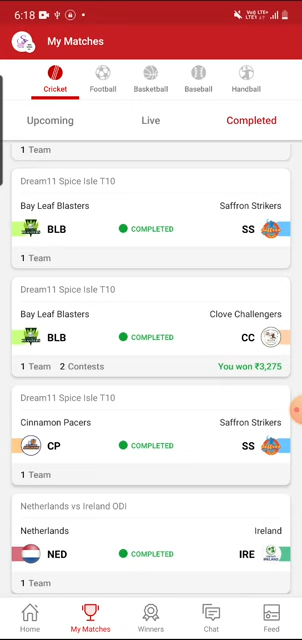 6:18
Vo) LTE+
LTE1
My Matches
Cricket Football Basketball Baseball Handball
Upcoming Live Completed
1 Team
Dream11 Spice Isle T10
Bay Leaf Blasters Saffron Strikers
BLB COMPLETED SS
1 Team
Dream11 Spice Isle T10
Bay Leaf Blasters Clove Challengers
BLB COMPLETED CC
1 Team 2 Contests You won ₹3,275
Dream11 Spice Isle T10
Cinnamon Pacers Saffron Strikers
CP COMPLETED SS
1 Team
Netherlands vs Ireland ODI
Netherlands Ireland
NED COMPLETED IRE
1 Team
Home My Matches Winners Chat Feed